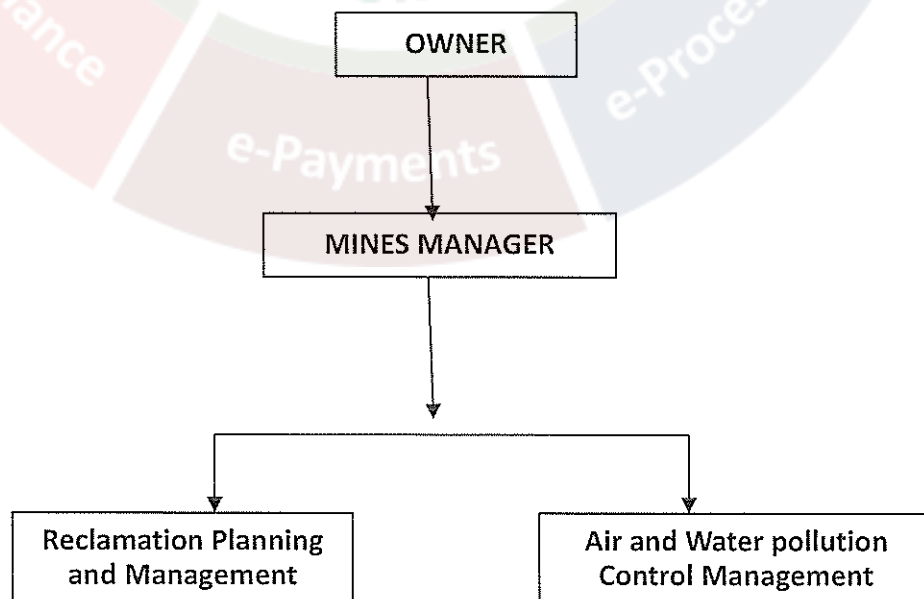 OWNER
e-Payments
MINES MANAGER
Reclamation Planning
and Management
Air and Water pollution
Control Management